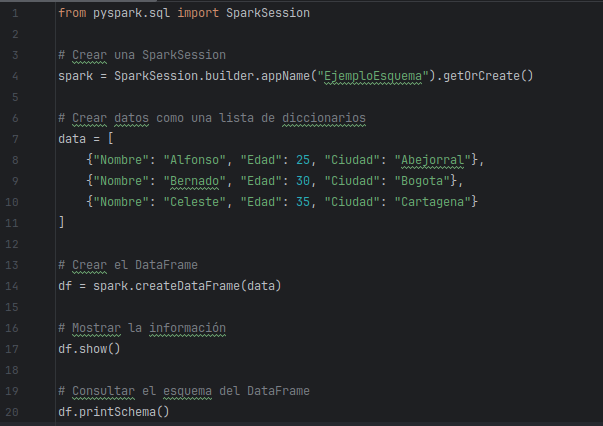 1 from pyspark.sql import SparkSession
2
3 # Crear una SparkSession
4 spark = SparkSession.builder.appName("EjemploEsquema").getOrCreate()
5
6 # Crear datos como una lista de diccionarios
7 data = [
8     {"Nombre": "Alfonso", "Edad": 25, "Ciudad": "Abejorral"},
9     {"Nombre": "Bernado", "Edad": 30, "Ciudad": "Bogota"},
10     {"Nombre": "Celeste", "Edad": 35, "Ciudad": "Cartagena"}
11 ]
12
13 # Crear el DataFrame
14 df = spark.createDataFrame(data)
15
16 # Mostrar la información
17 df.show()
18
19 # Consultar el esquema del DataFrame
20 df.printSchema()